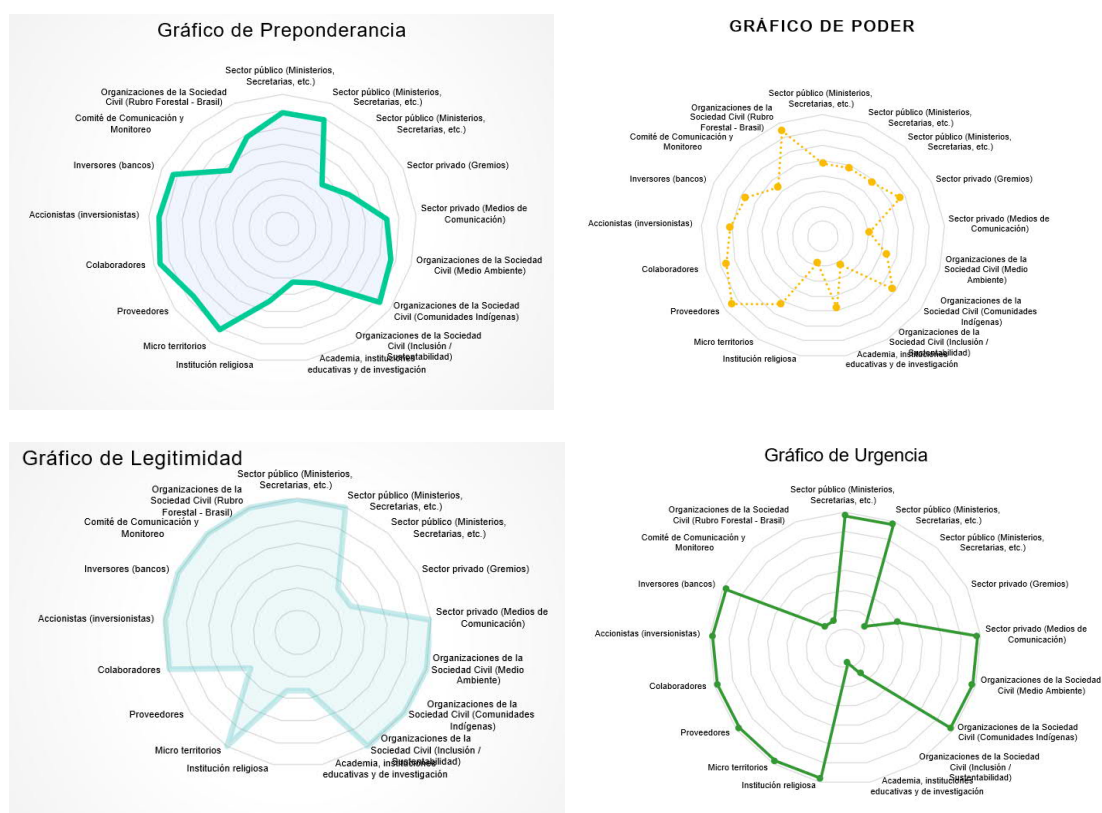 Gráfico de Preponderancia
Sector público (Ministerios,
Secretarias, etc.)
Sector público (Ministerios,
Secretarias, etc.)
Sector público (Ministerios,
Secretarias, etc.)
Sector privado (Gremios)
Sector privado (Medios de
Comunicación)
Organizaciones de la Sociedad
Civil (Medio Ambiente)
Organizaciones de la Sociedad
Civil (Comunidades
Indígenas)
Organizaciones de la Sociedad
Civil (Inclusión /
Sustentabilidad)
Academia, instituciones
educativas y de investigación
Institución religiosa
Micro territorios
Proveedores
Colaboradores
Accionistas (inversionistas)
Inversores (bancos)
Comité de Comunicación y
Monitoreo
Organizaciones de la Sociedad
Civil (Rubro Forestal - Brasil)
GRÁFICO DE PODER
Sector público (Ministerios,
Secretarias, etc.)
Sector público (Ministerios,
Secretarias, etc.)
Sector público (Ministerios,
Secretarias, etc.)
Sector privado (Gremios)
Sector privado (Medios de
Comunicación)
Organizaciones de la
Sociedad Civil (Medio
Ambiente)
Organizaciones de la
Sociedad Civil (Comunidades
Indígenas)
Organizaciones de la
Sociedad Civil (Inclusión /
Sustentabilidad)
Academia, instituciones
educativas y de investigación
Institución religiosa
Micro territorios
Proveedores
Colaboradores
Accionistas (inversionistas)
Inversores (bancos)
Comité de Comunicación y
Monitoreo
Organizaciones de la
Sociedad Civil (Rubro
Forestal - Brasil)
Gráfico de Legitimidad
Sector público (Ministerios,
Secretarias, etc.)
Sector público (Ministerios,
Secretarias, etc.)
Sector público (Ministerios,
Secretarias, etc.)
Sector privado (Gremios)
Sector privado (Medios de
Comunicación)
Organizaciones de la
Sociedad Civil (Medio
Ambiente)
Organizaciones de la
Sociedad Civil (Comunidades
Indígenas)
Organizaciones de la
Sociedad Civil (Inclusión /
Sustentabilidad)
Academia, instituciones
educativas y de investigación
Institución religiosa
Micro territorios
Proveedores
Colaboradores
Accionistas (inversionistas)
Inversores (bancos)
Comité de Comunicación y
Monitoreo
Organizaciones de la
Sociedad Civil (Rubro
Forestal - Brasil)
Gráfico de Urgencia
Sector público (Ministerios,
Secretarias, etc.)
Sector público (Ministerios,
Secretarias, etc.)
Sector público (Ministerios,
Secretarias, etc.)
Sector privado (Gremios)
Sector privado (Medios de
Comunicación)
Organizaciones de la Sociedad
Civil (Medio Ambiente)
Organizaciones de la Sociedad
Civil (Comunidades Indígenas)
Organizaciones de la Sociedad
Civil (Inclusión /
Sustentabilidad)
Academia, instituciones
educativas y de investigación
Institución religiosa
Micro territorios
Proveedores
Colaboradores
Accionistas (inversionistas)
Inversores (bancos)
Comité de Comunicación y
Monitoreo
Organizaciones de la Sociedad
Civil (Rubro Forestal - Brasil)